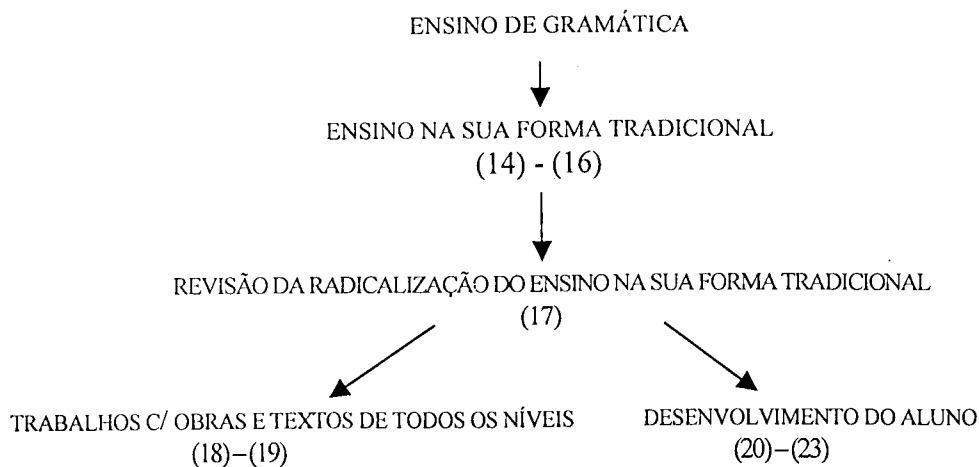 ENSINO DE GRAMÁTICA
ENSINO NA SUA FORMA TRADICIONAL
(14) - (16)
REVISÃO DA RADICALIZAÇÃO DO ENSINO NA SUA FORMA TRADICIONAL
(17)
TRABALHOS C/ OBRAS E TEXTOS DE TODOS OS NÍVEIS
(18)–(19)
DESENVOLVIMENTO DO ALUNO
(20)–(23)